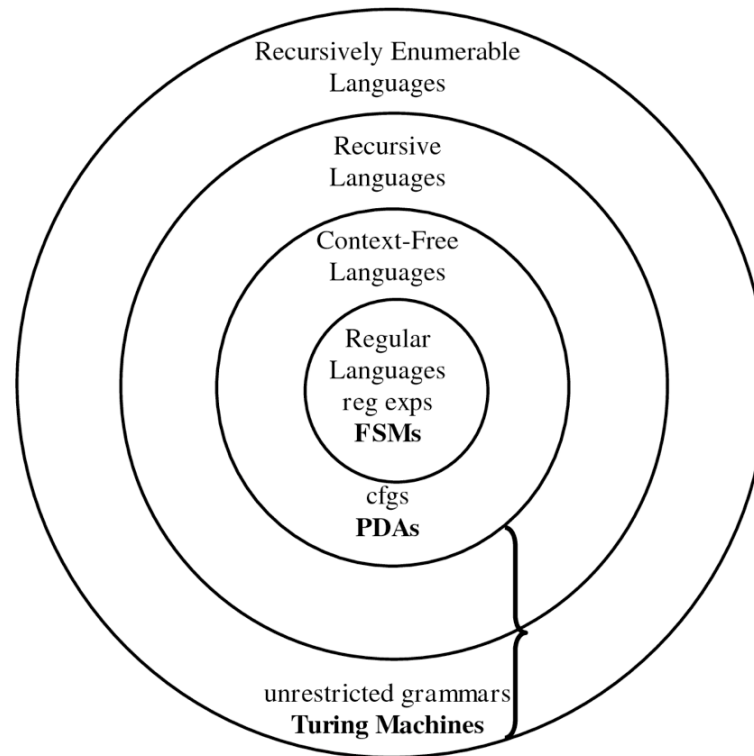 Recursively Enumerable
Languages
Recursive
Languages
Context-Free
Languages
Regular
Languages
reg exps
FSMs
cfgs
PDAs
unrestricted grammars
Turing Machines